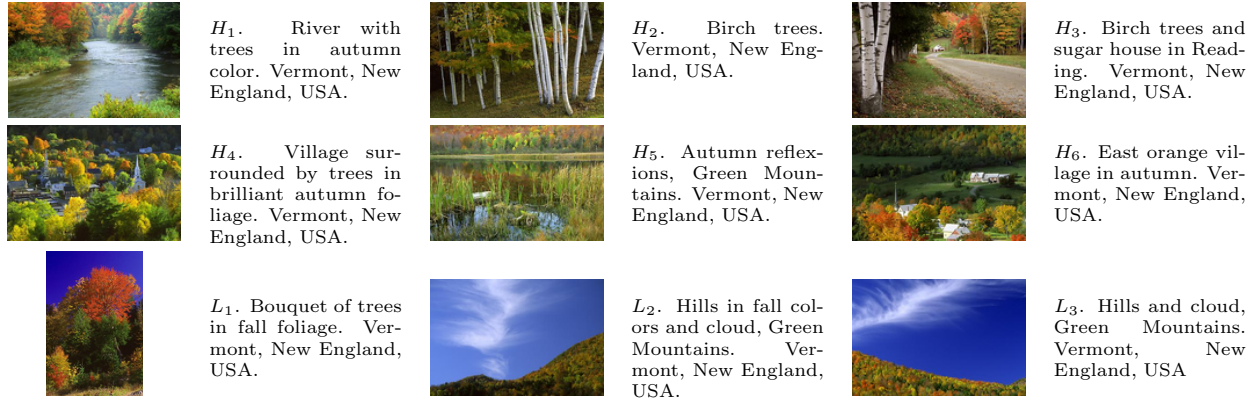 H1. River with
trees in autumn
color. Vermont, New
England, USA.
H2. Birch trees.
Vermont, New Eng-
land, USA.
H3. Birch trees and
sugar house in Read-
ing. Vermont, New
England, USA.
H4. Village sur-
rounded by trees in
brilliant autumn fo-
liage. Vermont, New
England, USA.
H5. Autumn reflex-
ions, Green Moun-
tains. Vermont, New
England, USA.
H6. East orange vil-
lage in autumn. Ver-
mont, New England,
USA.
L1. Bouquet of trees
in fall foliage. Ver-
mont, New England,
USA.
L2. Hills in fall col-
ors and cloud, Green
Mountains. Ver-
mont, New England,
USA.
L3. Hills and cloud,
Green Mountains.
Vermont, New
England, USA